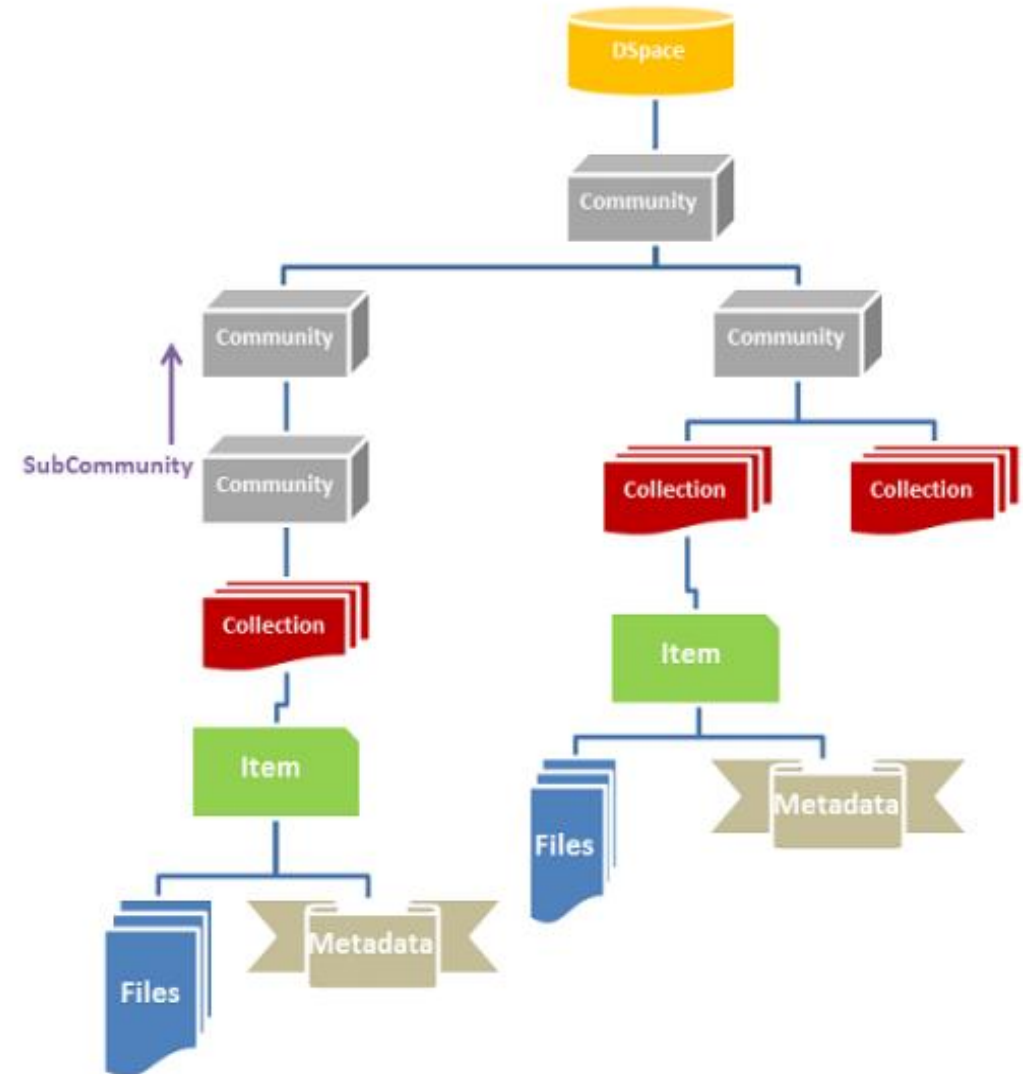 DSpace
Community
Community
Community
SubCommunity
Community
Collection
Collection
Collection
Item
Item
Metadata
Files
Metadata
Files